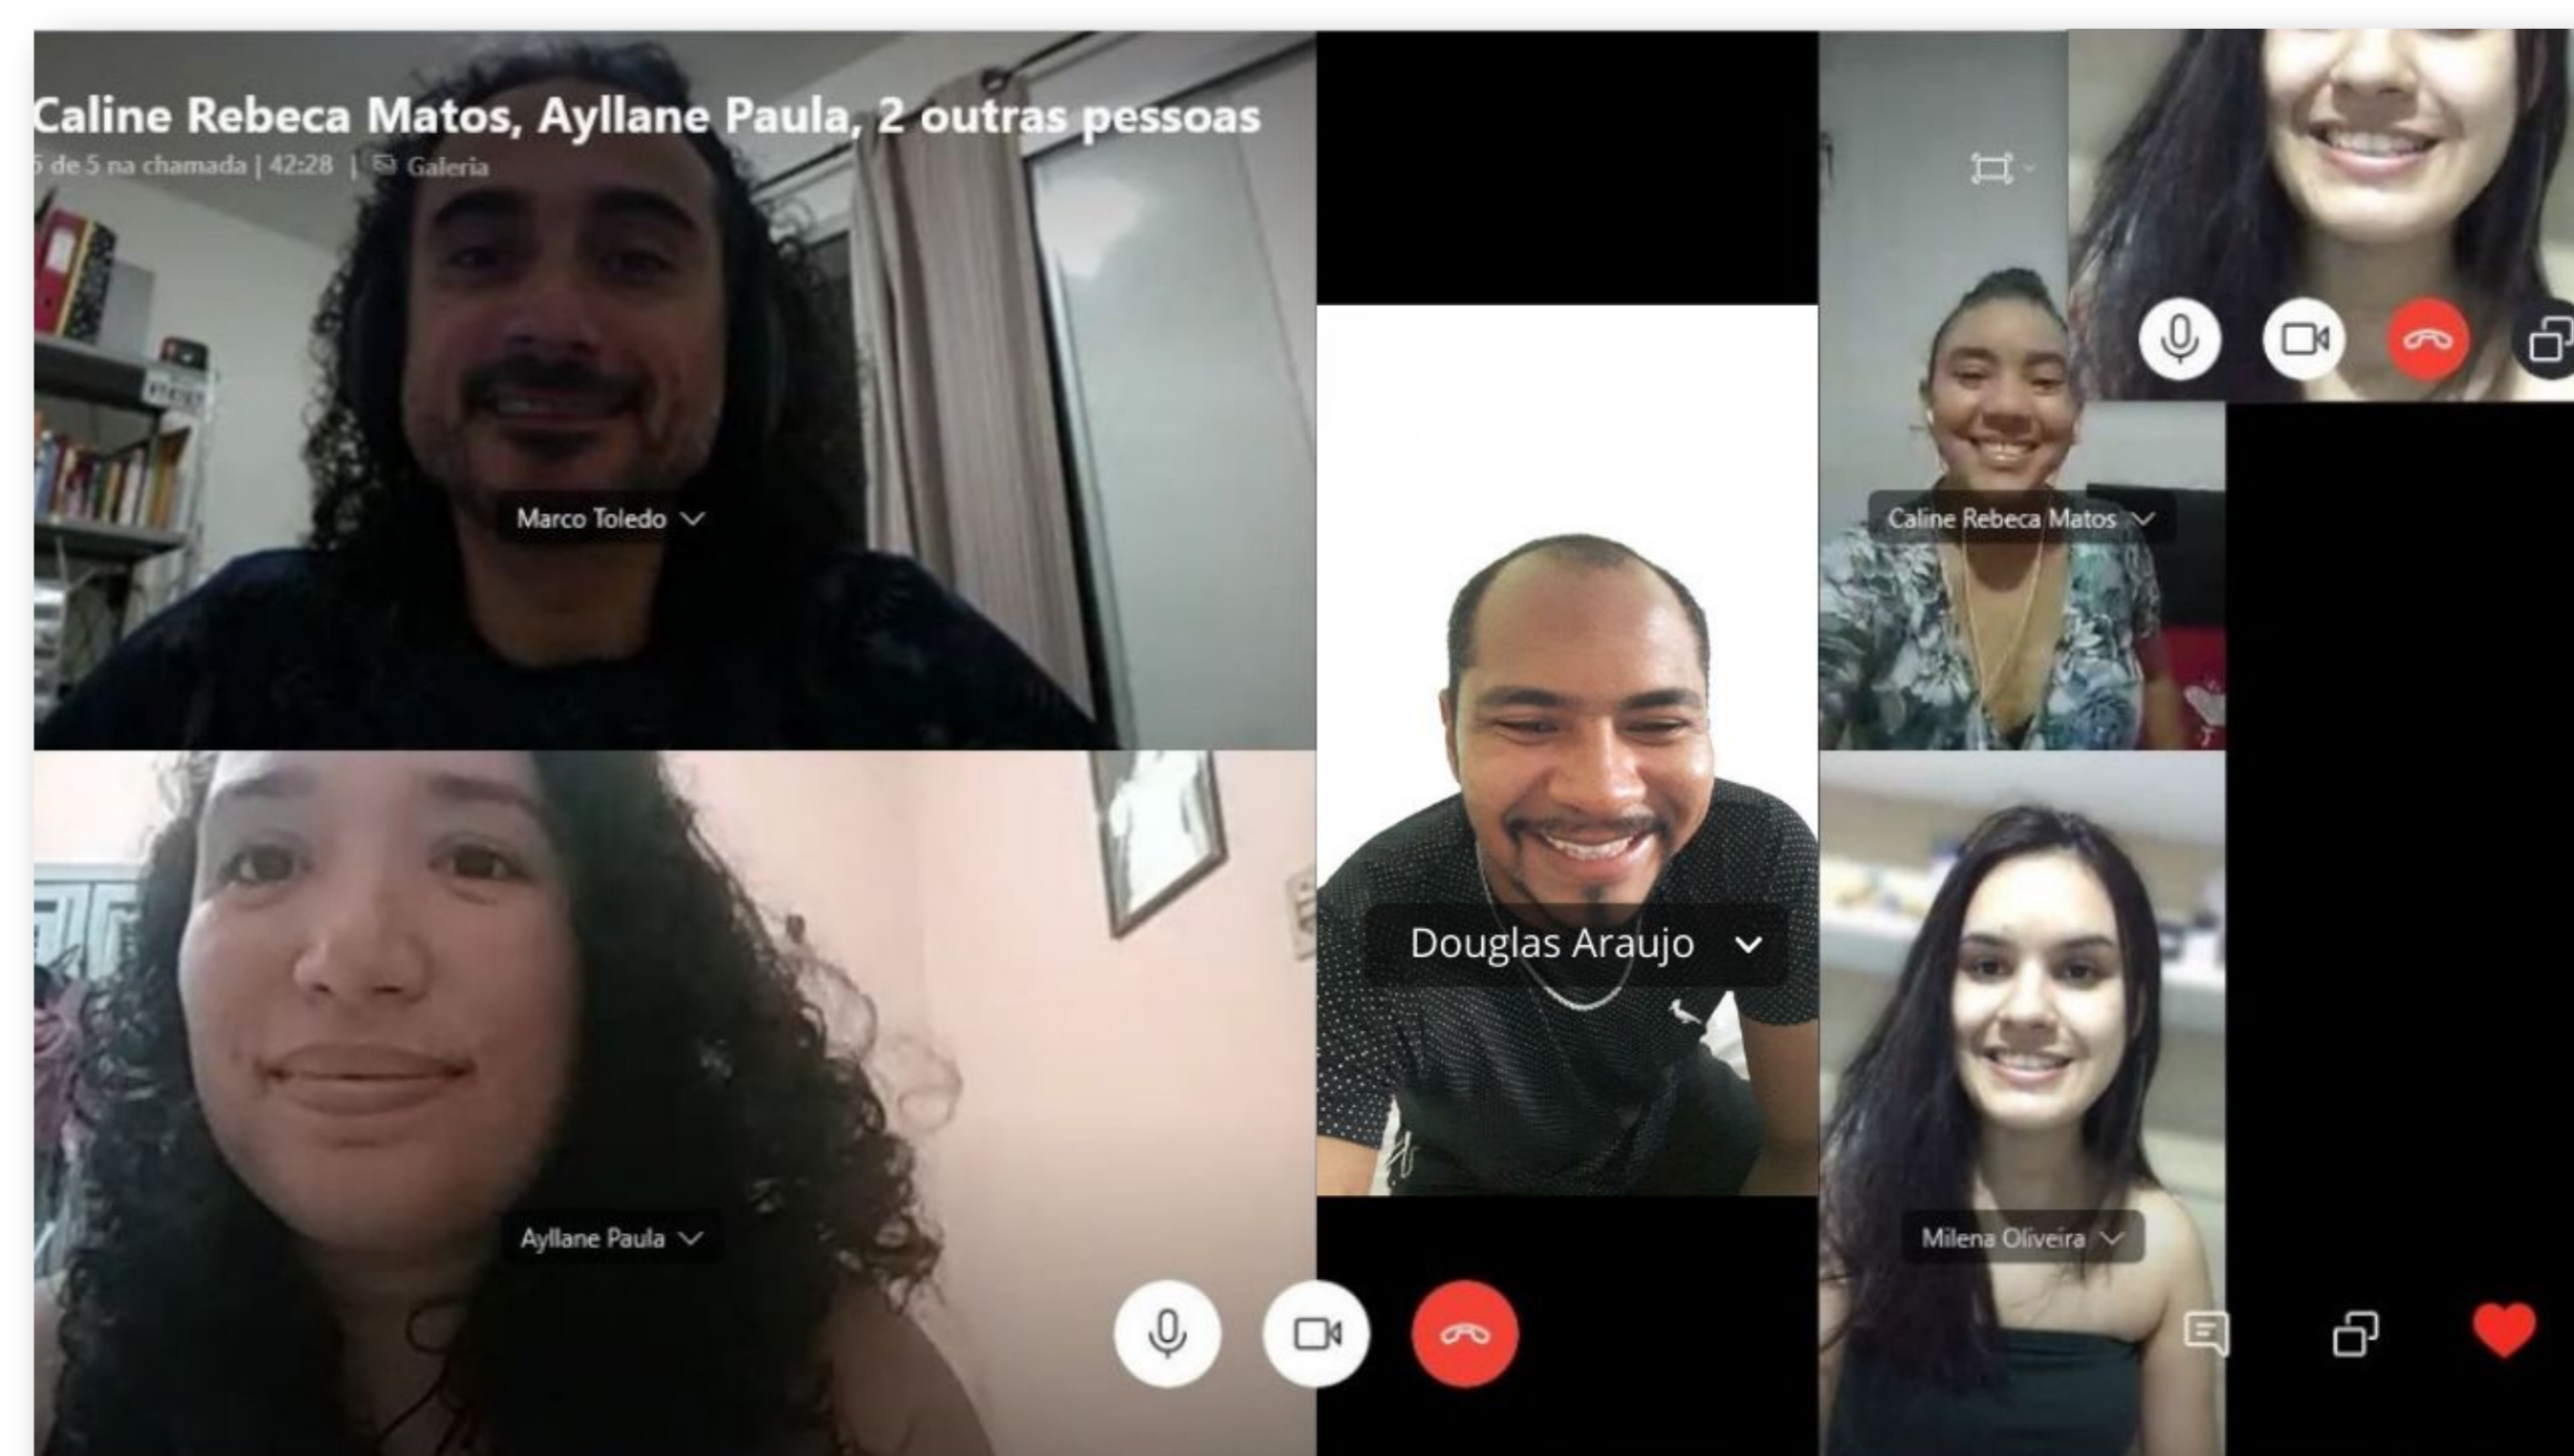 Caline Rebeca Matos, Ayllane Paula, 2 outras pessoas
5 de 5 na chamada | 42:28 | Galeria
Marco Toledo
Caline Rebeca Matos
Douglas Araujo
Ayllane Paula
Milena Oliveira